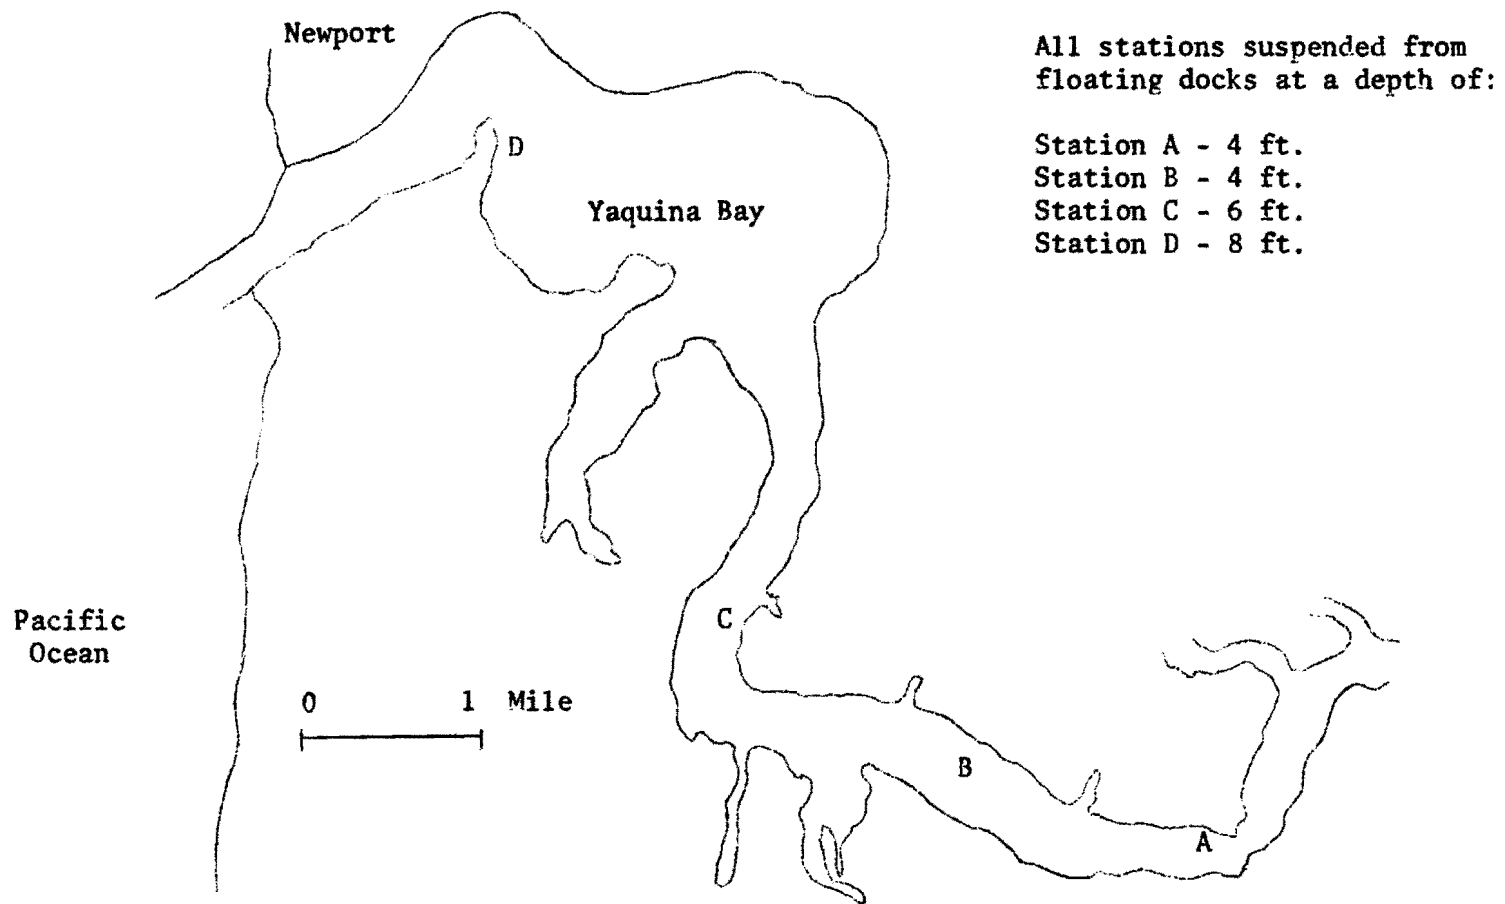 Newport
All stations suspended from
floating docks at a depth of:
Station A - 4 ft.
Station B - 4 ft.
Station C - 6 ft.
Station D - 8 ft.
D
Yaquina Bay
C
Pacific
Ocean
0 1 Mile
B
A